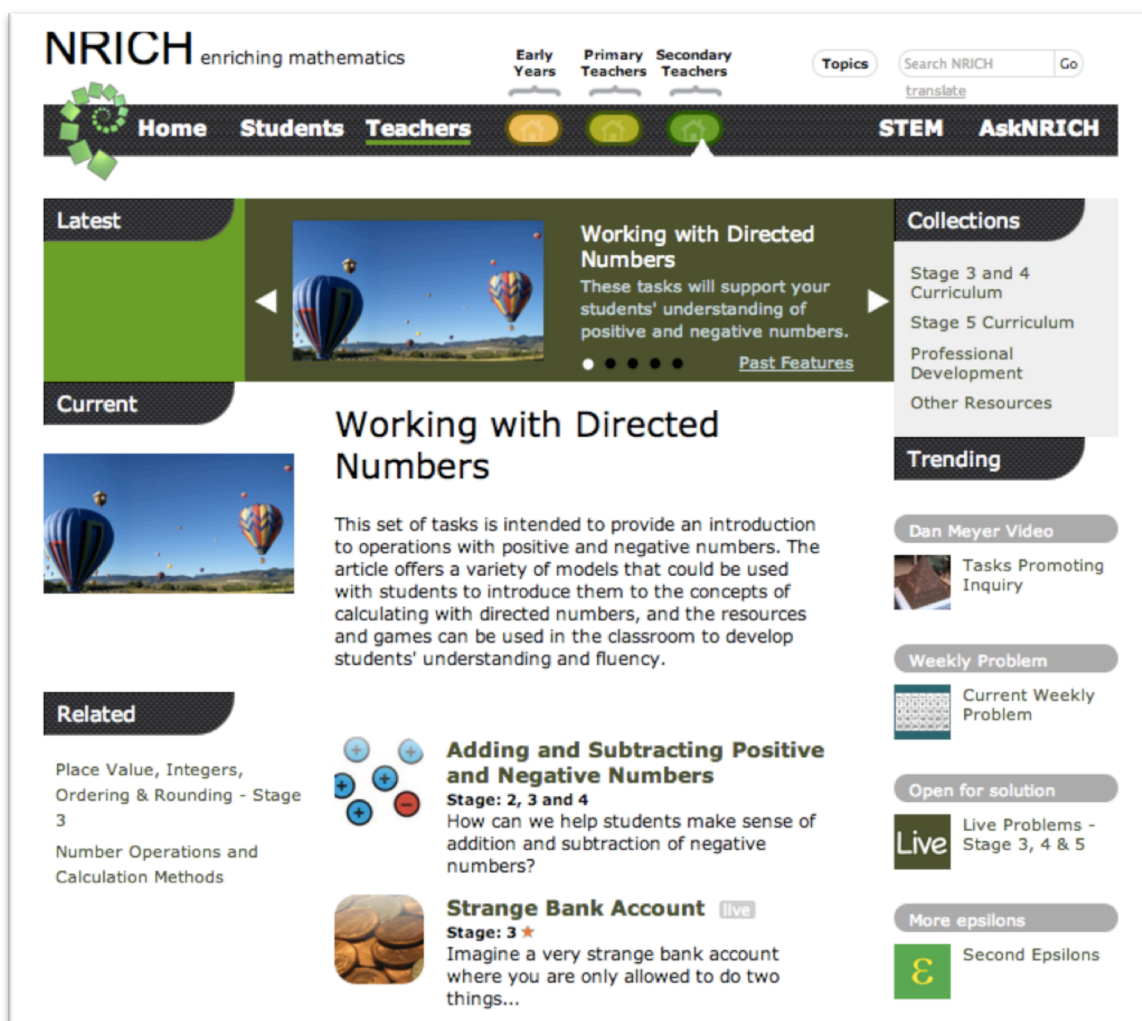 NRICH enriching mathematics
Early Years
Primary Teachers
Secondary Teachers
Topics
Search NRICH
Go
translate
Home
Students
Teachers
STEM
AskNRICH
Latest
Working with Directed
Numbers
These tasks will support your
students' understanding of
positive and negative numbers.
Past Features
Collections
Stage 3 and 4
Curriculum
Stage 5 Curriculum
Professional
Development
Other Resources
Current
Working with Directed
Numbers
This set of tasks is intended to provide an introduction
to operations with positive and negative numbers. The
article offers a variety of models that could be used
with students to introduce them to the concepts of
calculating with directed numbers, and the resources
and games can be used in the classroom to develop
students' understanding and fluency.
Related
Place Value, Integers,
Ordering & Rounding - Stage
3
Number Operations and
Calculation Methods
Adding and Subtracting Positive
and Negative Numbers
Stage: 2, 3 and 4
How can we help students make sense of
addition and subtraction of negative
numbers?
Strange Bank Account live
Stage: 3
Imagine a very strange bank account
where you are only allowed to do two
things...
Trending
Dan Meyer Video
Tasks Promoting
Inquiry
Weekly Problem
Current Weekly
Problem
Open for solution
Live
Live Problems -
Stage 3, 4 & 5
More epsilons
ε
Second Epsilons